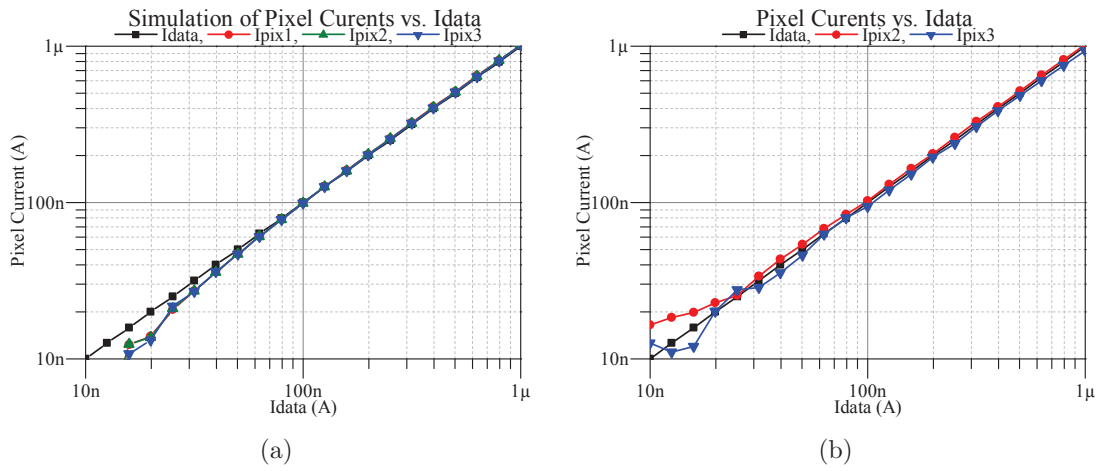 Simulation of Pixel Curents vs. Idata
Idata, Ipix1, Ipix2, Ipix3
1μ
100n
10n
Pixel Current (A)
10n 100n 1μ
Idata (A)
(a)
Pixel Curents vs. Idata
Idata, Ipix2, Ipix3
1μ
100n
10n
Pixel Current (A)
10n 100n 1μ
Idata (A)
(b)